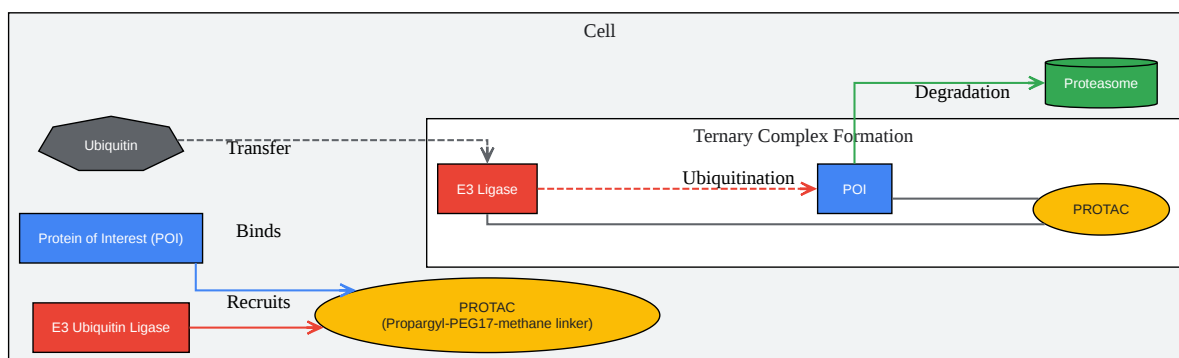 Cell
Proteasome
Degradation
Ternary Complex Formation
Ubiquitin
Transfer
E3 Ligase
Ubiquitination
POI
PROTAC
Protein of Interest (POI)
Binds
Recruits
E3 Ubiquitin Ligase
PROTAC
(Propargyl-PEG17-methane linker)